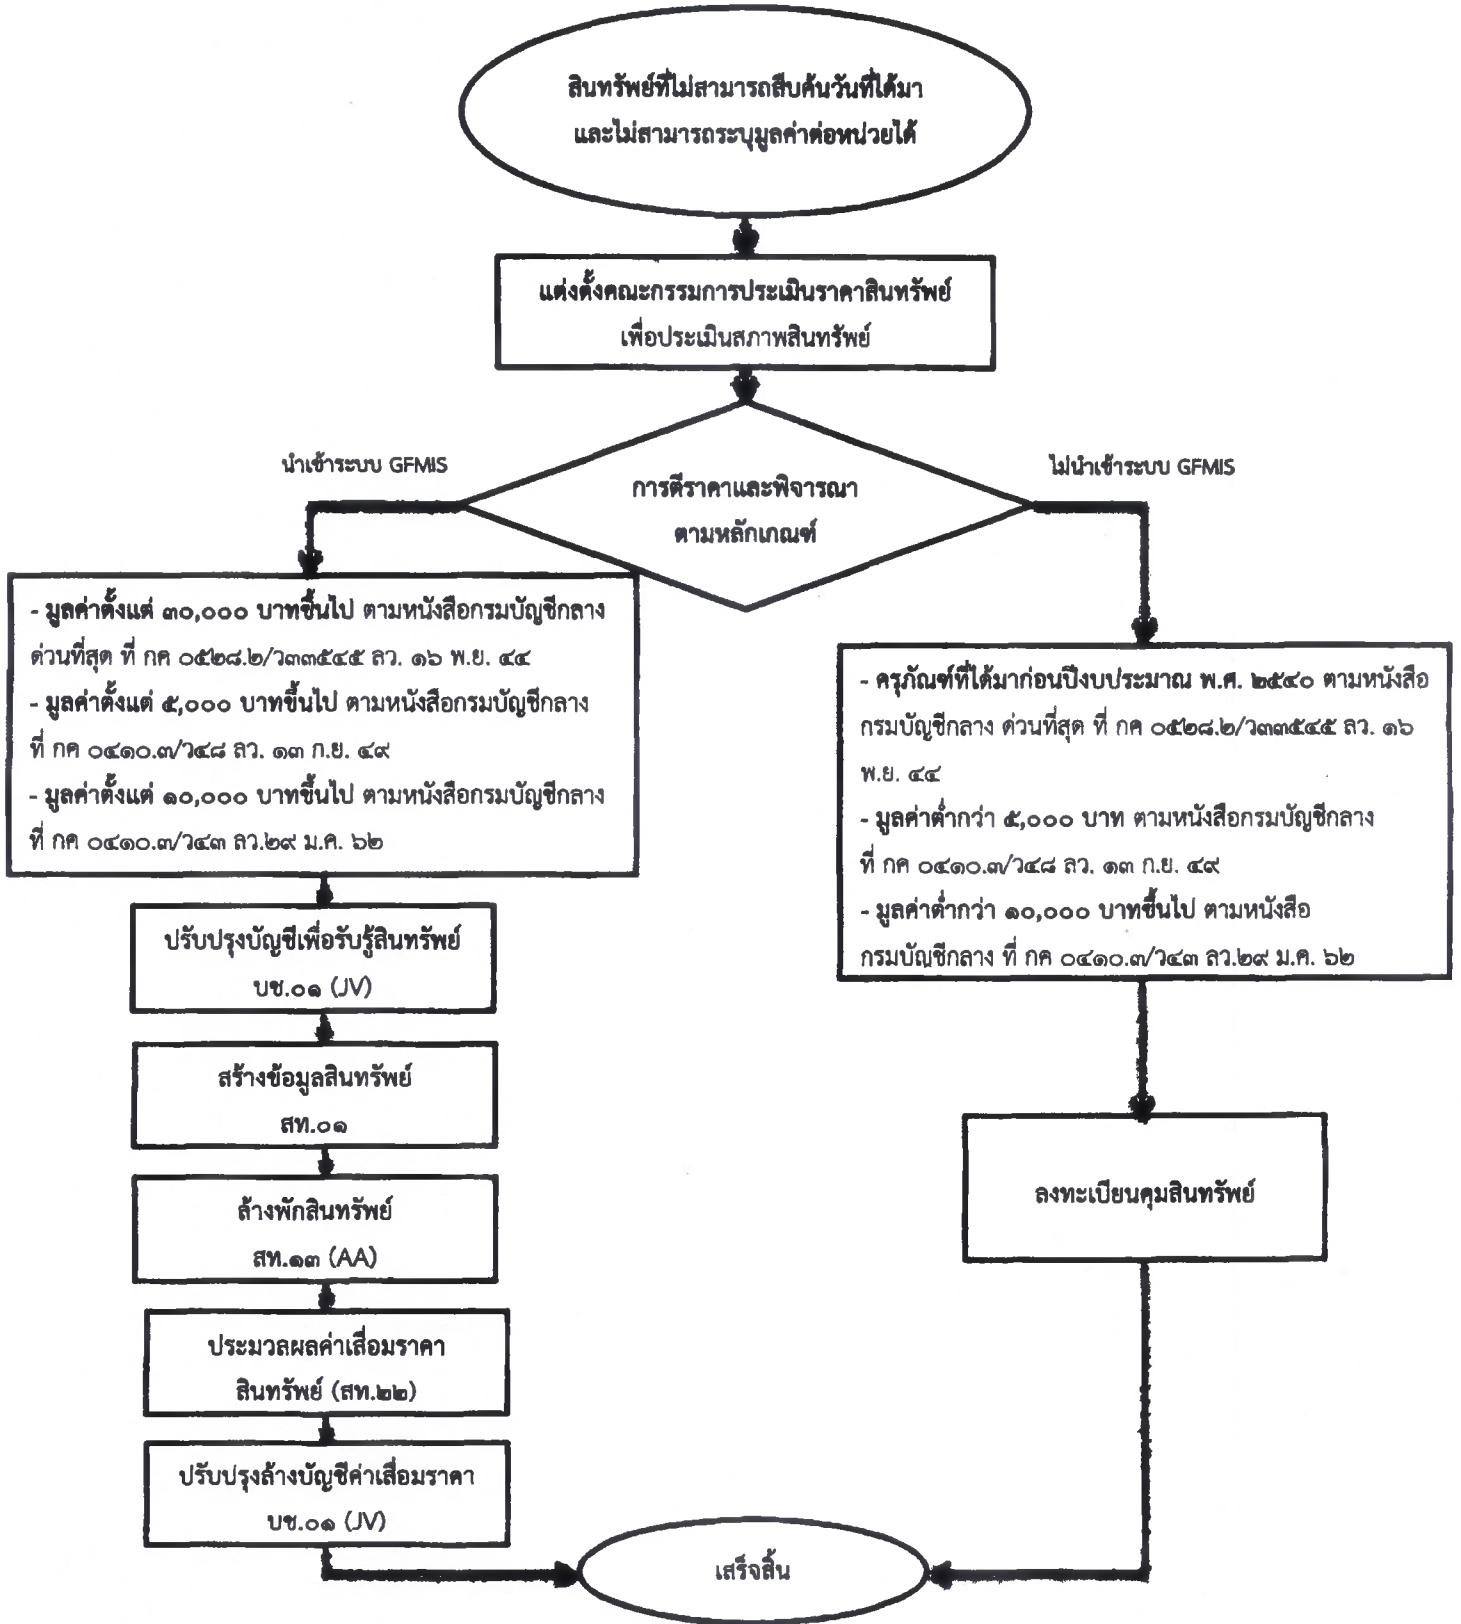 สินทรัพย์ที่ไม่สามารถสืบค้นวันที่ได้มา
และไม่สามารถระบุมูลค่าต่อหน่วยได้
แต่งตั้งคณะกรรมการประเมินราคาสินทรัพย์
เพื่อประเมินสภาพสินทรัพย์
การตีราคาและพิจารณา
ตามหลักเกณฑ์
นำเข้าระบบ GFMIS
- มูลค่าตั้งแต่ ๓๐,๐๐๐ บาทขึ้นไป ตามหนังสือกรมบัญชีกลาง
ด่วนที่สุด ที่ กค ๐๕๒๘.๒/ว๓๓๕๔๕ ลว. ๑๖ พ.ย. ๔๔
- มูลค่าตั้งแต่ ๕,๐๐๐ บาทขึ้นไป ตามหนังสือกรมบัญชีกลาง
ที่ กค ๐๔๑๐.๓/ว๔๘ ลว. ๑๓ ก.ย. ๔๙
- มูลค่าตั้งแต่ ๑๐,๐๐๐ บาทขึ้นไป ตามหนังสือกรมบัญชีกลาง
ที่ กค ๐๔๑๐.๓/ว๔๓ ลว.๒๙ ม.ค. ๖๒
ปรับปรุงบัญชีเพื่อรับรู้สินทรัพย์
บช.๐๑ (JV)
สร้างข้อมูลสินทรัพย์
สท.๐๑
ล้างพักสินทรัพย์
สท.๑๓ (AA)
ประมวลผลค่าเสื่อมราคา
สินทรัพย์ (สท.๒๒)
ปรับปรุงล้างบัญชีค่าเสื่อมราคา
บช.๐๑ (JV)
ไม่นำเข้าระบบ GFMIS
- ครุภัณฑ์ที่ได้มาก่อนปีงบประมาณ พ.ศ. ๒๕๔๐ ตามหนังสือ
กรมบัญชีกลาง ด่วนที่สุด ที่ กค ๐๕๒๘.๒/ว๓๓๕๔๕ ลว. ๑๖
พ.ย. ๔๔
- มูลค่าต่ำกว่า ๕,๐๐๐ บาท ตามหนังสือกรมบัญชีกลาง
ที่ กค ๐๔๑๐.๓/ว๔๘ ลว. ๑๓ ก.ย. ๔๙
- มูลค่าต่ำกว่า ๑๐,๐๐๐ บาทขึ้นไป ตามหนังสือ
กรมบัญชีกลาง ที่ กค ๐๔๑๐.๓/ว๔๓ ลว.๒๙ ม.ค. ๖๒
ลงทะเบียนคุมสินทรัพย์
เสร็จสิ้น